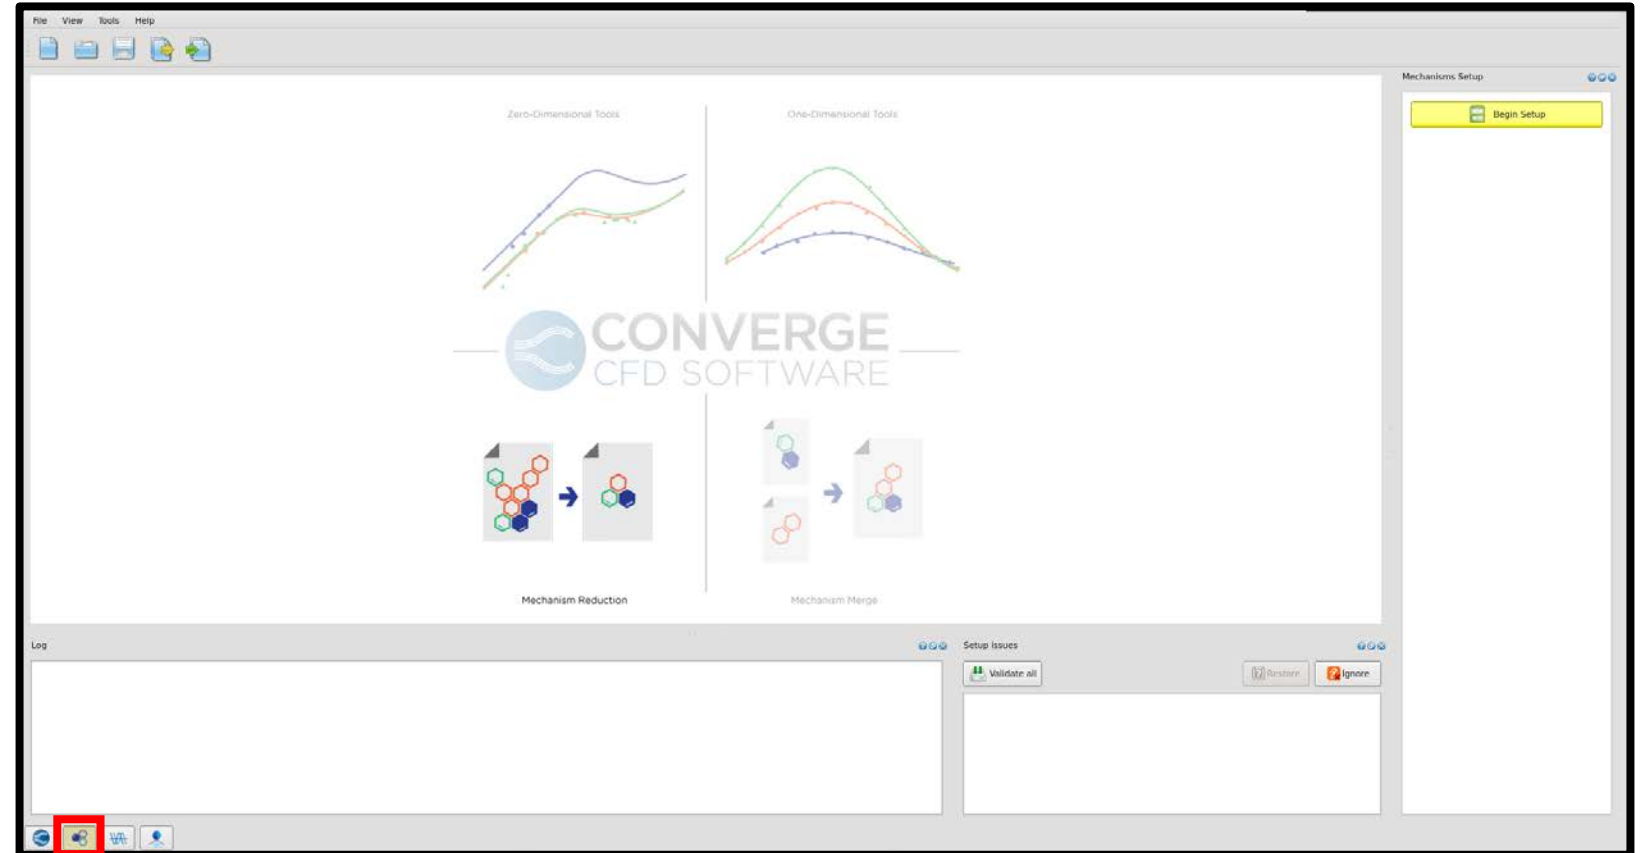 File View Tools Help
Mechanisms Setup
Begin Setup
Zero-Dimensional Tools
One-Dimensional Tools
CONVERGE
CFD SOFTWARE
Mechanism Reduction
Mechanism Merge
Log
Setup issues
Validate all
Restore
Ignore